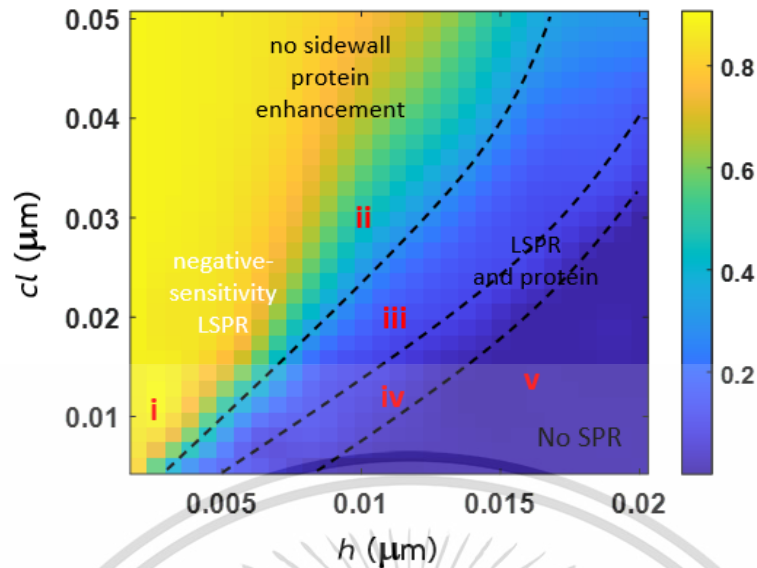 0.05
0.04
0.03
0.02
0.01
cl (μm)
no sidewall
protein
enhancement
ii
negative-
sensitivity
LSPR
LSPR
and protein
iii
i
iv
v
No SPR
0.005
0.01
0.015
0.02
h (μm)
0.8
0.6
0.4
0.2